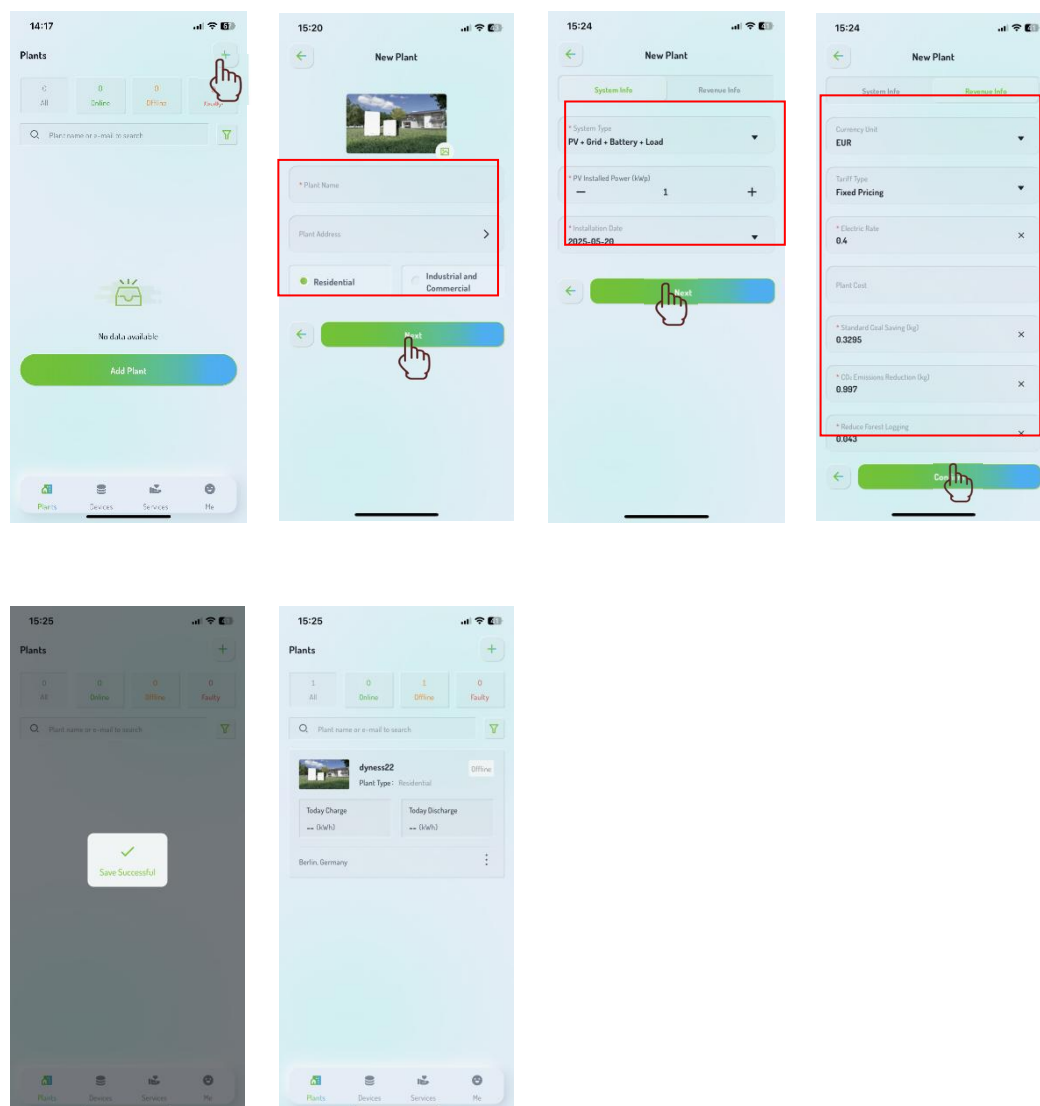 14:17
Plants
0
0
0
All
Online
Offline
Faulty
Plant name or e-mail to search
No data available
Add Plant
Plants
Devices
Services
Me
15:20
New Plant
* Plant Name
Plant Address
Residential
Industrial and
Commercial
Next
15:24
New Plant
System Info
Revenue Info
* System Type
PV + Grid + Battery + Load
* PV Installed Power (kWp)
1
* Installation Date
2025-05-20
Next
15:24
New Plant
System Info
Revenue Info
Currency Unit
EUR
Tariff Type
Fixed Pricing
* Electric Rate
0.4
Plant Cost
* Standard Coal Saving (kg)
0.3295
* CO₂ Emissions Reduction (kg)
0.997
* Reduce Forest Logging
0.043
15:25
Plants
0
0
0
0
All
Online
Offline
Faulty
Plant name or e-mail to search
Save Successful
Plants
Devices
Services
Me
15:25
Plants
1
0
1
0
All
Online
Offline
Faulty
Plant name or e-mail to search
dyness22
Offline
Plant Type : Residential
Today Charge
Today Discharge
-- (kWh)
-- (kWh)
Berlin, Germany
Plants
Devices
Services
Me